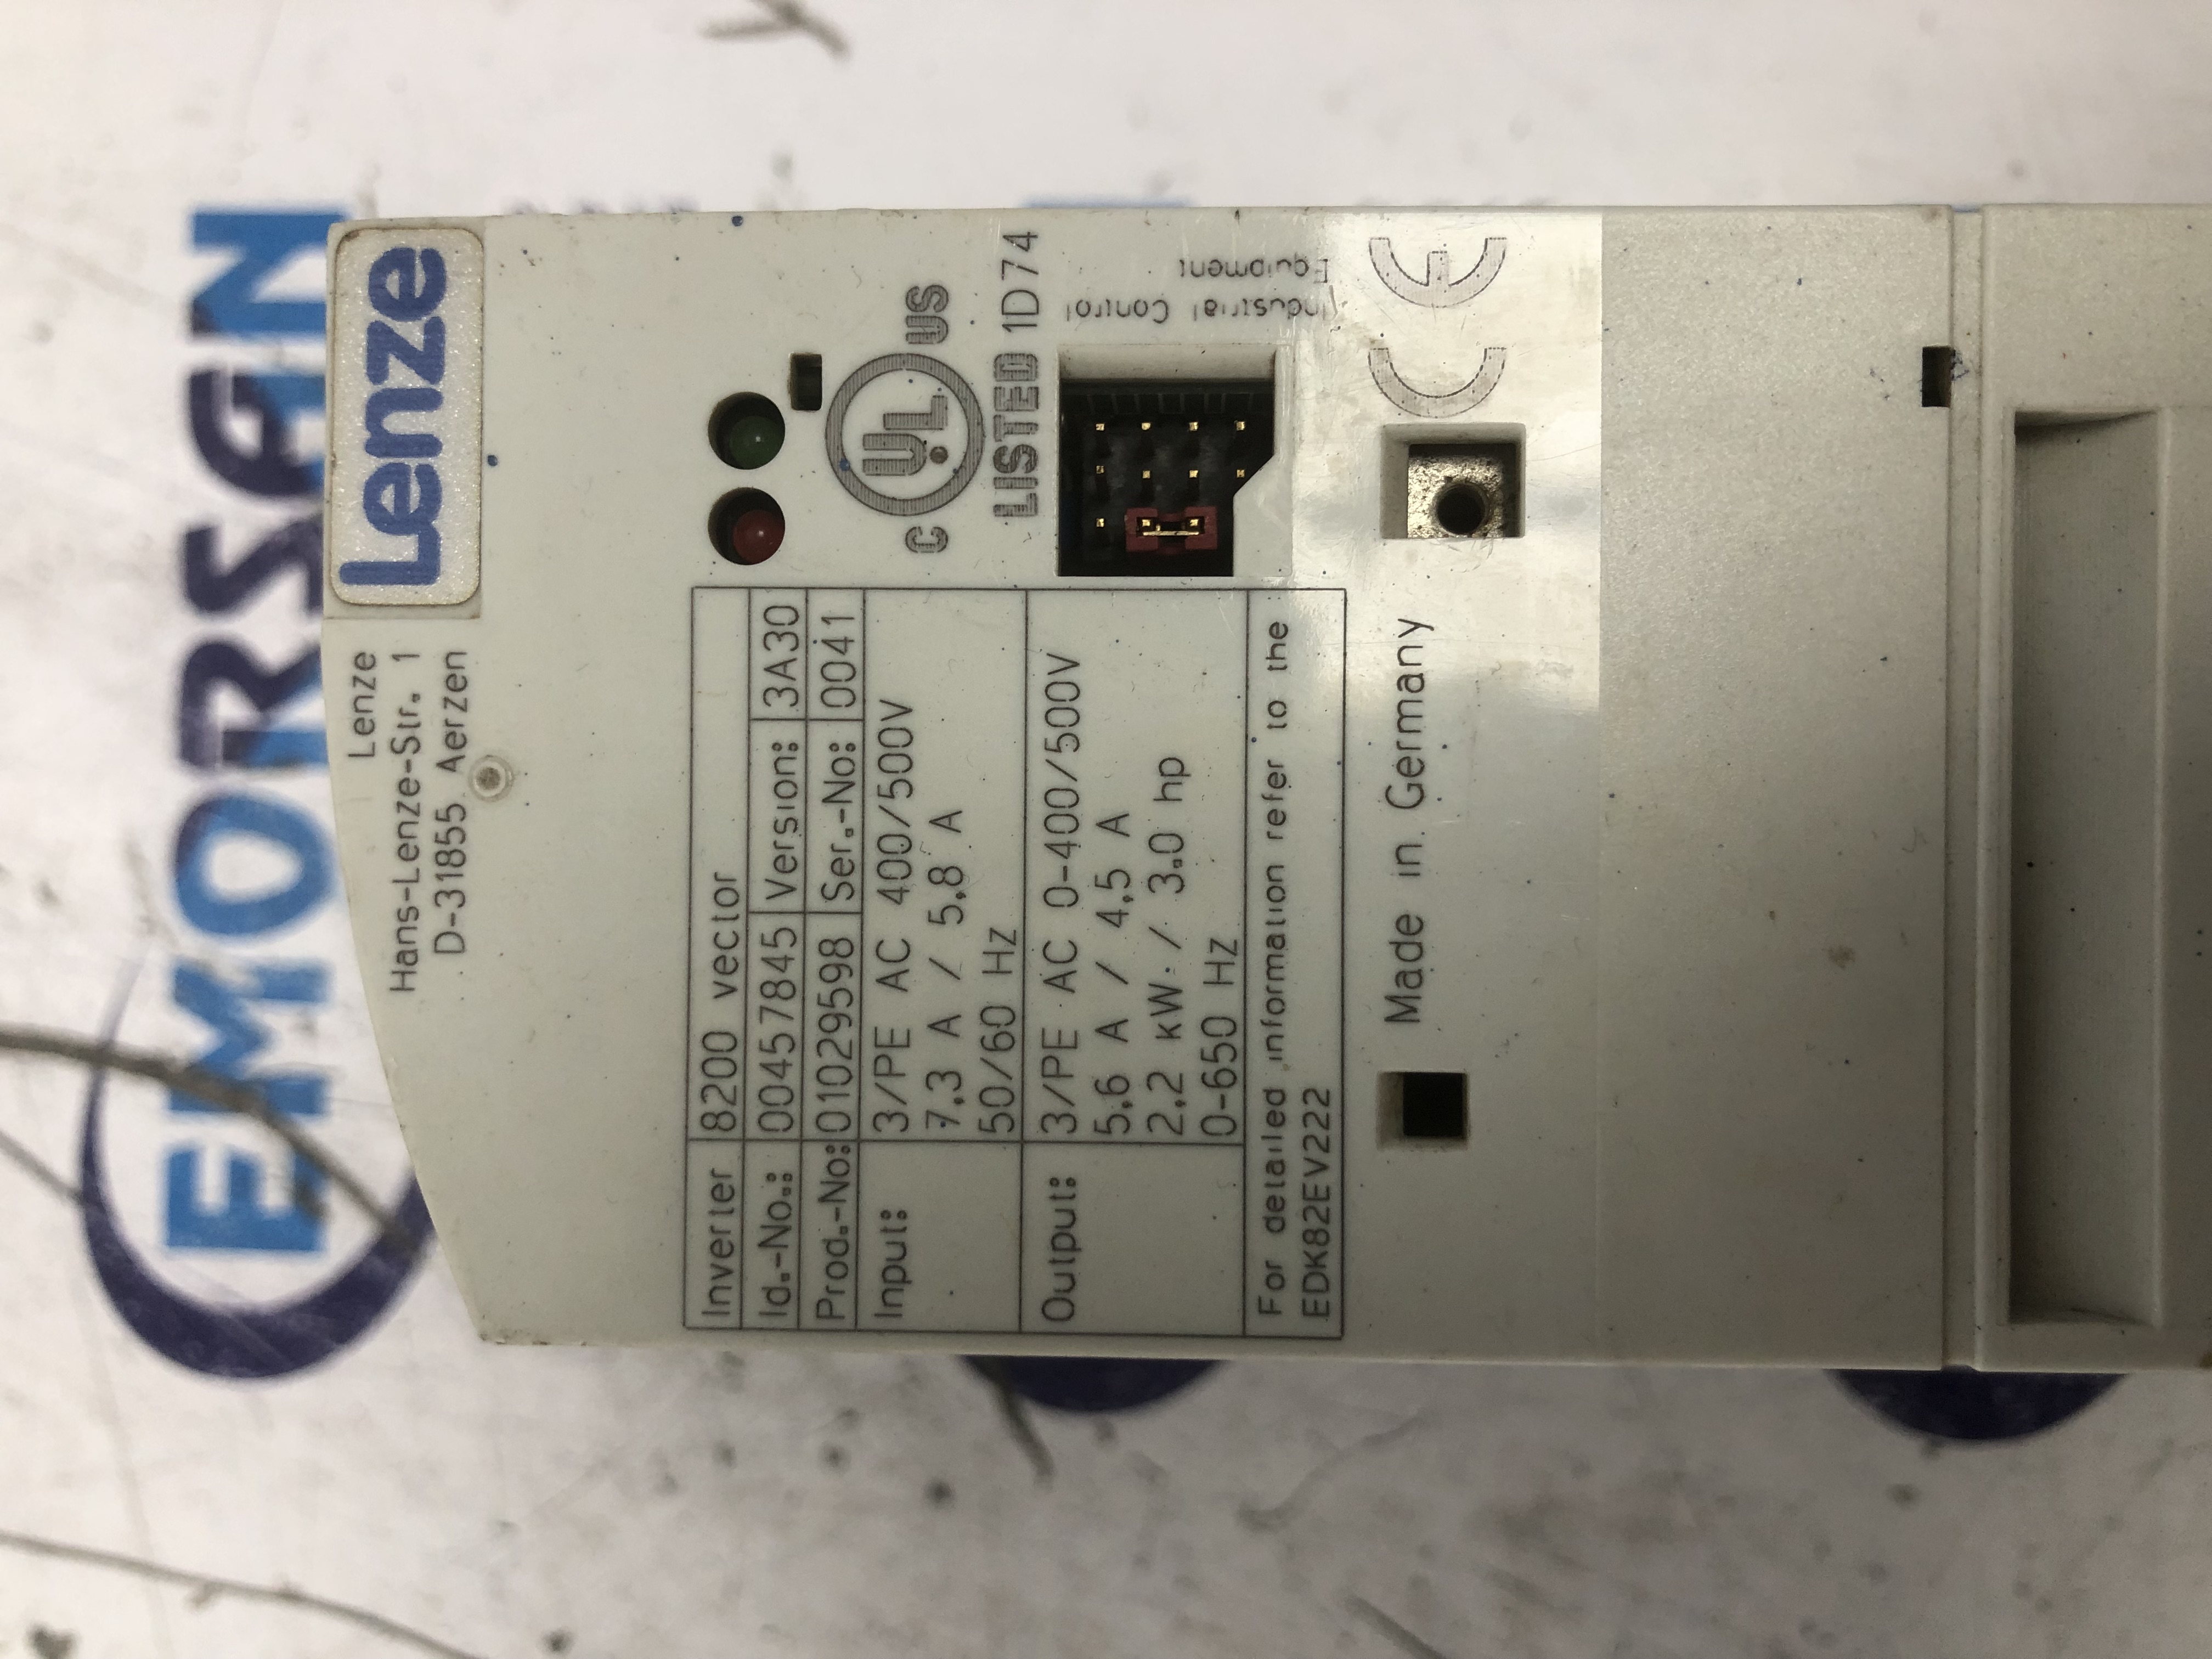 Lenze
Lenze
Hans-Lenze-Str. 1
D-31855 Aerzen
Inverter 8200 vector
Id.-No.: 00457845 Version: 3A30
Prod.-No: 01029598 Ser.-No: 0041
Input: 3/PE AC 400/500V
7,3 A / 5,8 A
50/60 Hz
Output: 3/PE AC 0-400/500V
5,6 A / 4,5 A
2,2 kW / 3.0 hp
0-650 Hz
For detailed information refer to the
EDK82EV222
C UL US
LISTED 1D74
Industrial Control
Equipment
Made in Germany
CE
EMORSAN